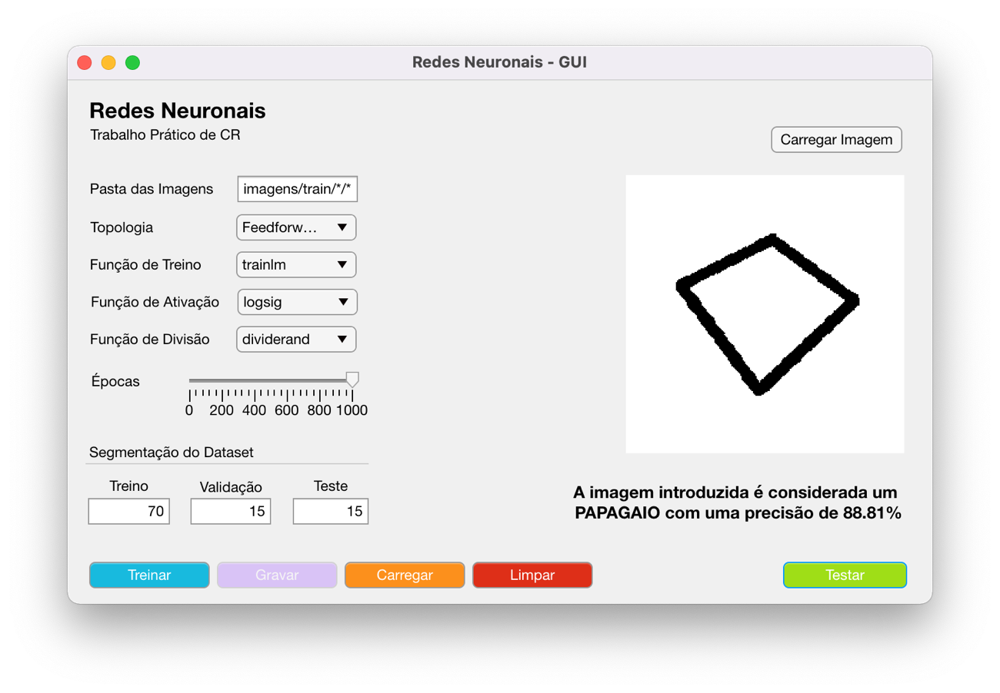 Redes Neuronais - GUI
Redes Neuronais
Trabalho Prático de CR
Carregar Imagem
Pasta das Imagens imagens/train/*/*
Topologia Feedforw...
Função de Treino trainlm
Função de Ativação logsig
Função de Divisão dividerand
Épocas
0 200 400 600 800 1000
Segmentação do Dataset
Treino Validação Teste
70 15 15
A imagem introduzida é considerada um
PAPAGAIO com uma precisão de 88.81%
Treinar Gravar Carregar Limpar Testar